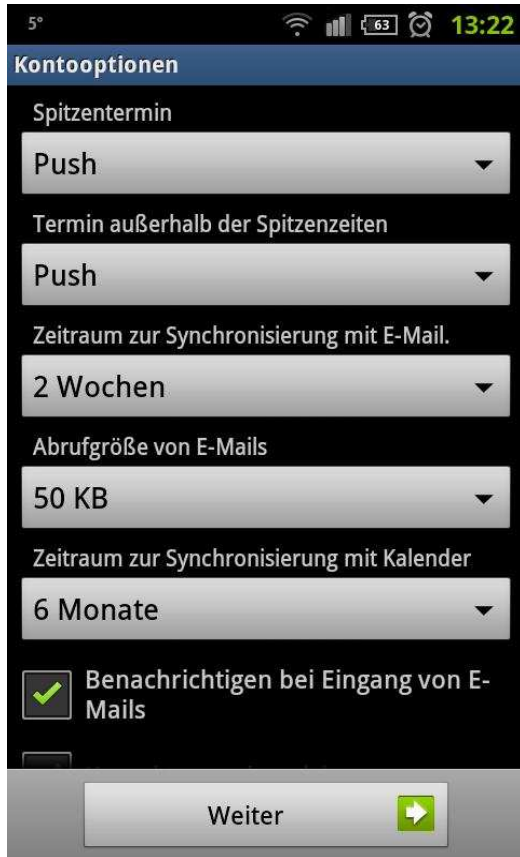 5° 63 13:22
Kontooptionen
Spitzentermin
Push
Termin außerhalb der Spitzenzeiten
Push
Zeitraum zur Synchronisierung mit E-Mail.
2 Wochen
Abrufgröße von E-Mails
50 KB
Zeitraum zur Synchronisierung mit Kalender
6 Monate
Benachrichtigen bei Eingang von E-
Mails
Weiter